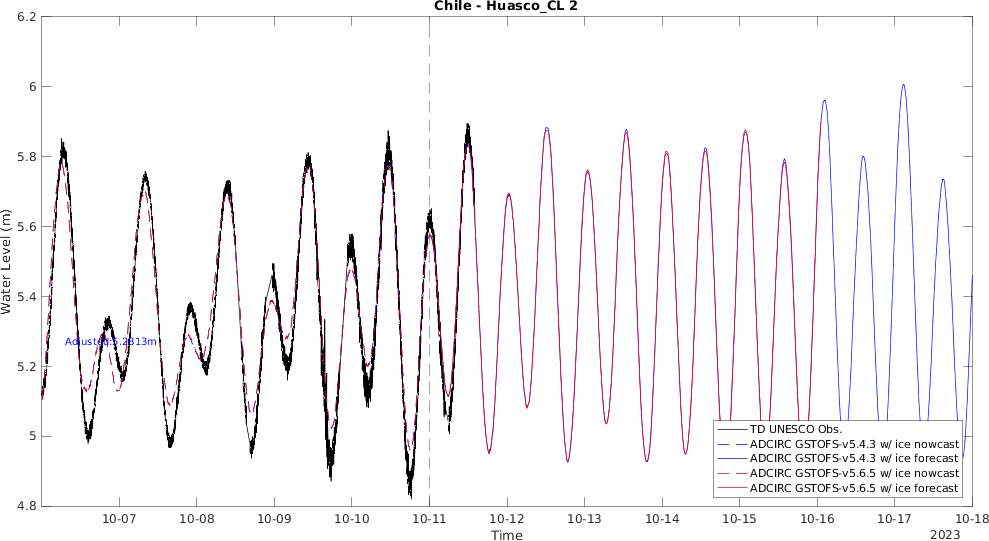 Chile - Huasco_CL 2
6.2
6
5.8
5.6
5.4
5.2
5
4.8
Water Level (m)
Adjusted:5.2813m
TD UNESCO Obs.
ADCIRC GSTOFS-v5.4.3 w/ ice nowcast
ADCIRC GSTOFS-v5.4.3 w/ ice forecast
ADCIRC GSTOFS-v5.6.5 w/ ice nowcast
ADCIRC GSTOFS-v5.6.5 w/ ice forecast
10-07 10-08 10-09 10-10 10-11 10-12 10-13 10-14 10-15 10-16 10-17 10-18
Time
2023